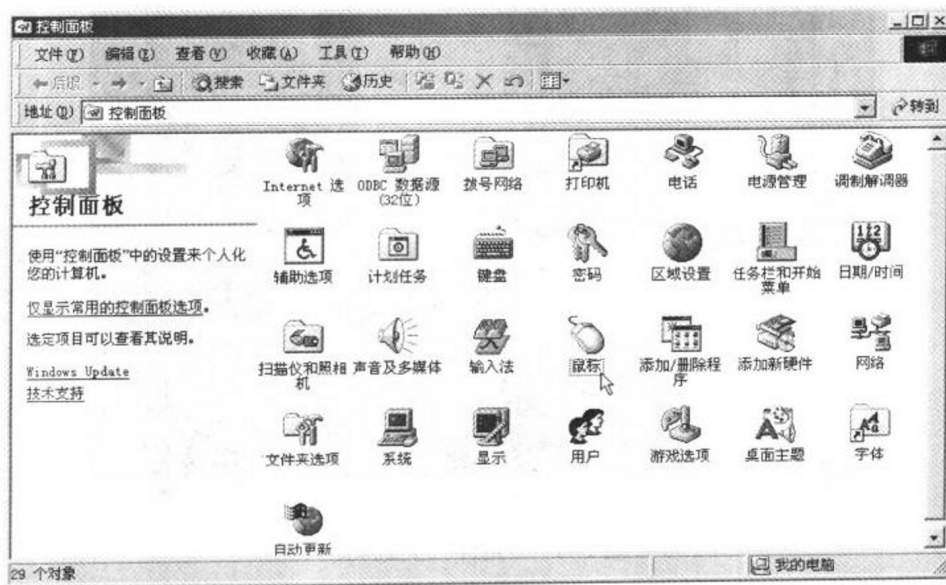 控制面板
文件(F) 编辑(E) 查看(V) 收藏(A) 工具(T) 帮助(H)
后退 搜索 文件夹 历史
地址(D) 控制面板 转到
控制面板
使用“控制面板”中的设置来个人化
您的计算机。
仅显示常用的控制面板选项。
选定项目可以查看其说明。
Windows Update
技术支持
Internet 选
项
ODBC 数据源
(32位)
拨号网络
打印机
电话
电源管理
调制解调器
辅助选项
计划任务
键盘
密码
区域设置
任务栏和开始
菜单
日期/时间
扫描仪和照相
机
声音及多媒体
输入法
鼠标
添加/删除程
序
添加新硬件
网络
文件夹选项
系统
显示
用户
游戏选项
桌面主题
字体
自动更新
29 个对象
我的电脑